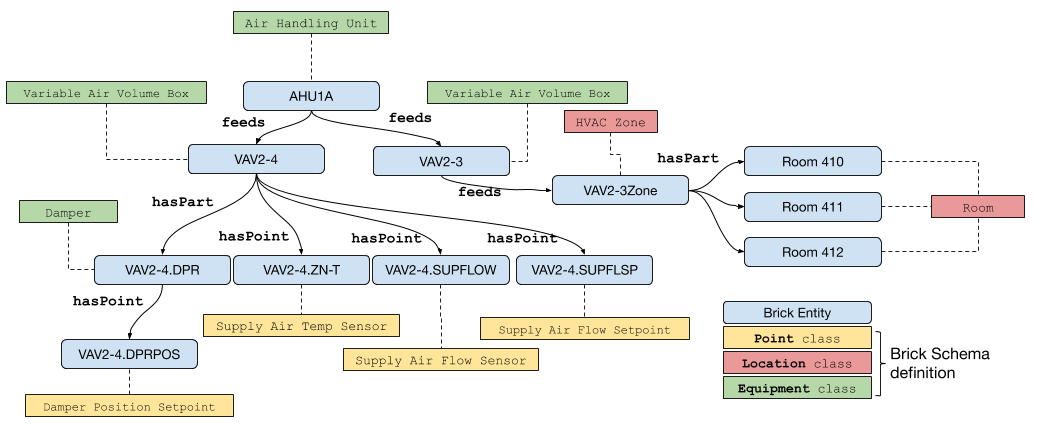 Air Handling Unit
Variable Air Volume Box
AHU1A
Variable Air Volume Box
feeds
feeds
HVAC Zone
VAV2-4
VAV2-3
hasPart
Room 410
feeds
VAV2-3Zone
Damper
hasPart
Room 411
Room
hasPoint
hasPoint
hasPoint
Room 412
VAV2-4.DPR
VAV2-4.ZN-T
VAV2-4.SUPFLOW
VAV2-4.SUPFLSP
hasPoint
Supply Air Temp Sensor
Supply Air Flow Setpoint
Brick Entity
Point class
VAV2-4.DPRPOS
Supply Air Flow Sensor
Location class
Brick Schema
definition
Equipment class
Damper Position Setpoint